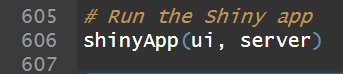 605 # Run the Shiny app
606 shinyApp(ui, server)
607